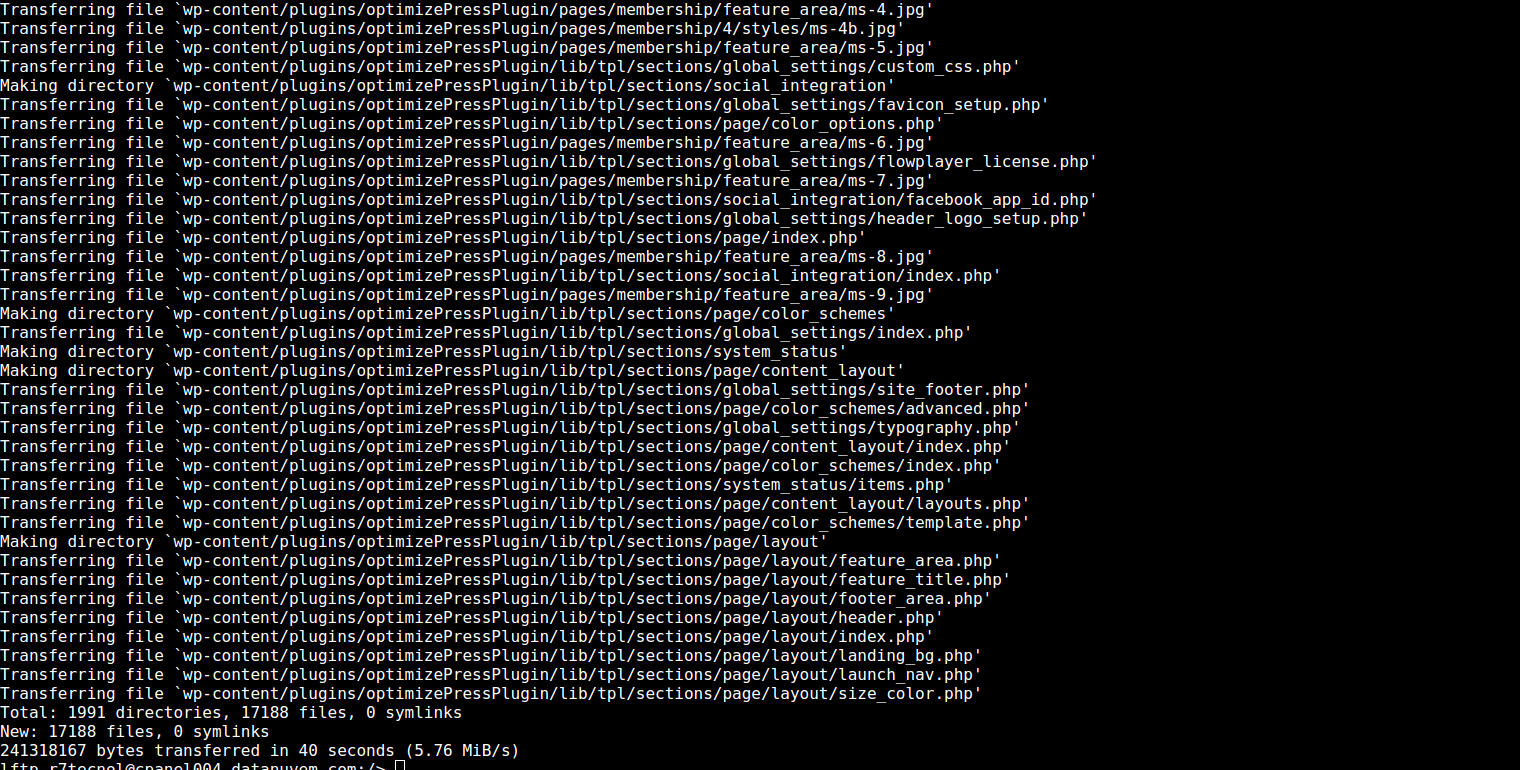 Transferring file `wp-content/plugins/optimizePressPlugin/pages/membership/feature_area/ms-4.jpg'
Transferring file `wp-content/plugins/optimizePressPlugin/pages/membership/4/styles/ms-4b.jpg'
Transferring file `wp-content/plugins/optimizePressPlugin/pages/membership/feature_area/ms-5.jpg'
Transferring file `wp-content/plugins/optimizePressPlugin/lib/tpl/sections/global_settings/custom_css.php'
Making directory `wp-content/plugins/optimizePressPlugin/lib/tpl/sections/social_integration'
Transferring file `wp-content/plugins/optimizePressPlugin/lib/tpl/sections/global_settings/favicon_setup.php'
Transferring file `wp-content/plugins/optimizePressPlugin/lib/tpl/sections/page/color_options.php'
Transferring file `wp-content/plugins/optimizePressPlugin/pages/membership/feature_area/ms-6.jpg'
Transferring file `wp-content/plugins/optimizePressPlugin/lib/tpl/sections/global_settings/flowplayer_license.php'
Transferring file `wp-content/plugins/optimizePressPlugin/pages/membership/feature_area/ms-7.jpg'
Transferring file `wp-content/plugins/optimizePressPlugin/lib/tpl/sections/social_integration/facebook_app_id.php'
Transferring file `wp-content/plugins/optimizePressPlugin/lib/tpl/sections/global_settings/header_logo_setup.php'
Transferring file `wp-content/plugins/optimizePressPlugin/lib/tpl/sections/page/index.php'
Transferring file `wp-content/plugins/optimizePressPlugin/pages/membership/feature_area/ms-8.jpg'
Transferring file `wp-content/plugins/optimizePressPlugin/lib/tpl/sections/social_integration/index.php'
Transferring file `wp-content/plugins/optimizePressPlugin/pages/membership/feature_area/ms-9.jpg'
Making directory `wp-content/plugins/optimizePressPlugin/lib/tpl/sections/page/color_schemes'
Transferring file `wp-content/plugins/optimizePressPlugin/lib/tpl/sections/global_settings/index.php'
Making directory `wp-content/plugins/optimizePressPlugin/lib/tpl/sections/system_status'
Making directory `wp-content/plugins/optimizePressPlugin/lib/tpl/sections/page/content_layout'
Transferring file `wp-content/plugins/optimizePressPlugin/lib/tpl/sections/global_settings/site_footer.php'
Transferring file `wp-content/plugins/optimizePressPlugin/lib/tpl/sections/page/color_schemes/advanced.php'
Transferring file `wp-content/plugins/optimizePressPlugin/lib/tpl/sections/global_settings/typography.php'
Transferring file `wp-content/plugins/optimizePressPlugin/lib/tpl/sections/page/content_layout/index.php'
Transferring file `wp-content/plugins/optimizePressPlugin/lib/tpl/sections/page/color_schemes/index.php'
Transferring file `wp-content/plugins/optimizePressPlugin/lib/tpl/sections/system_status/items.php'
Transferring file `wp-content/plugins/optimizePressPlugin/lib/tpl/sections/page/content_layout/layouts.php'
Transferring file `wp-content/plugins/optimizePressPlugin/lib/tpl/sections/page/color_schemes/template.php'
Making directory `wp-content/plugins/optimizePressPlugin/lib/tpl/sections/page/layout'
Transferring file `wp-content/plugins/optimizePressPlugin/lib/tpl/sections/page/layout/feature_area.php'
Transferring file `wp-content/plugins/optimizePressPlugin/lib/tpl/sections/page/layout/feature_title.php'
Transferring file `wp-content/plugins/optimizePressPlugin/lib/tpl/sections/page/layout/footer_area.php'
Transferring file `wp-content/plugins/optimizePressPlugin/lib/tpl/sections/page/layout/header.php'
Transferring file `wp-content/plugins/optimizePressPlugin/lib/tpl/sections/page/layout/index.php'
Transferring file `wp-content/plugins/optimizePressPlugin/lib/tpl/sections/page/layout/landing_bg.php'
Transferring file `wp-content/plugins/optimizePressPlugin/lib/tpl/sections/page/layout/launch_nav.php'
Transferring file `wp-content/plugins/optimizePressPlugin/lib/tpl/sections/page/layout/size_color.php'
Total: 1991 directories, 17188 files, 0 symlinks
New: 17188 files, 0 symlinks
241318167 bytes transferred in 40 seconds (5.76 MiB/s)
lftp r7tecnol@cpanel004.datanuvem.com:/>